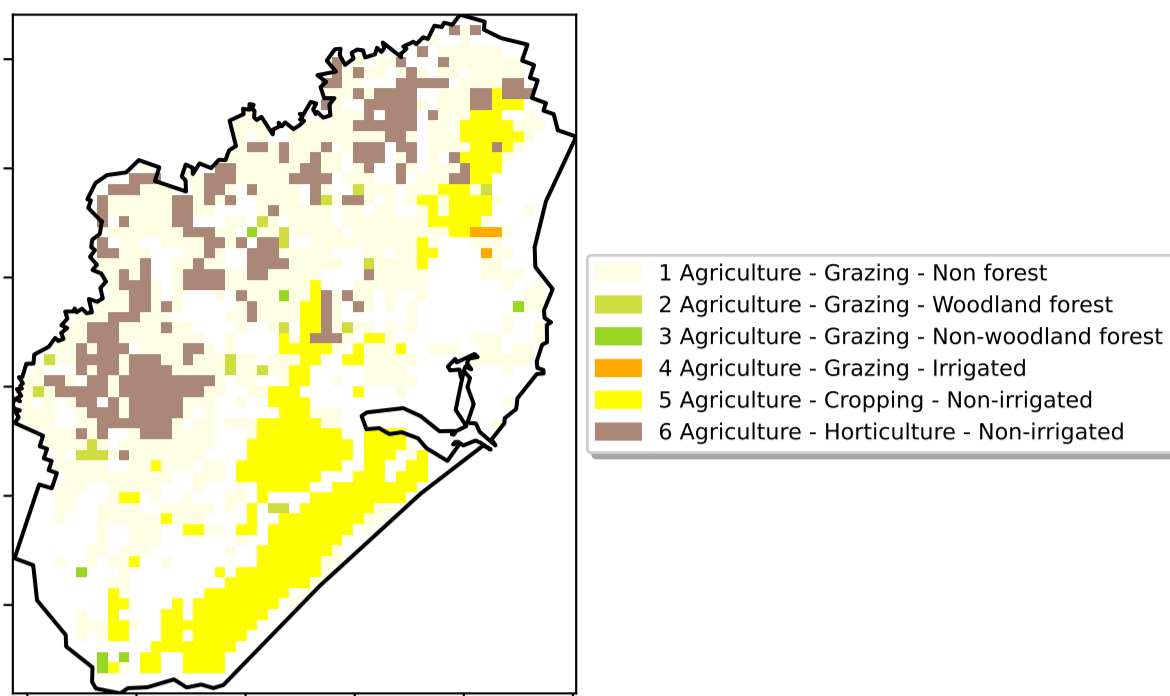 1 Agriculture - Grazing - Non forest
2 Agriculture - Grazing - Woodland forest
3 Agriculture - Grazing - Non-woodland forest
4 Agriculture - Grazing - Irrigated
5 Agriculture - Cropping - Non-irrigated
6 Agriculture - Horticulture - Non-irrigated